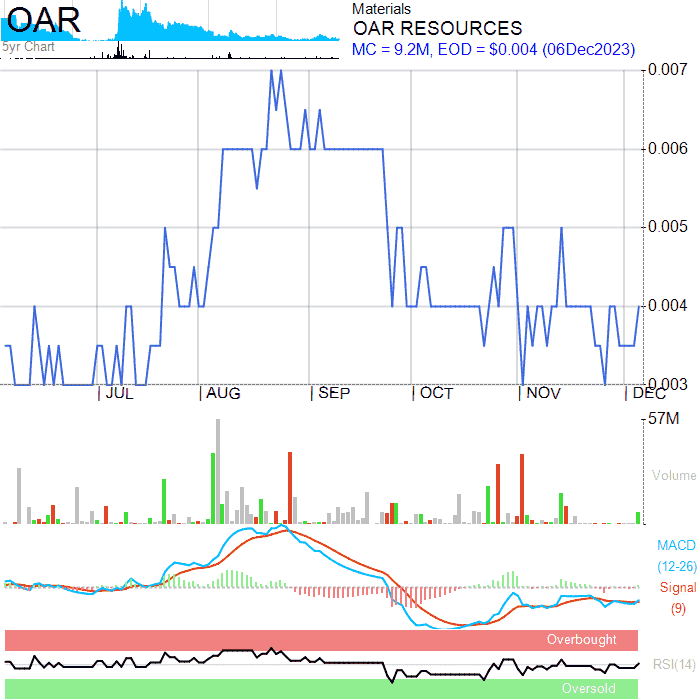 OAR
5yr Chart
Materials
OAR RESOURCES
MC = 9.2M, EOD = $0.004 (06Dec2023)
0.007
0.006
0.005
0.004
0.003
JUL AUG SEP OCT NOV DEC
57M
Volume
MACD
(12-26)
Signal
(9)
Overbought
RSI(14)
Oversold